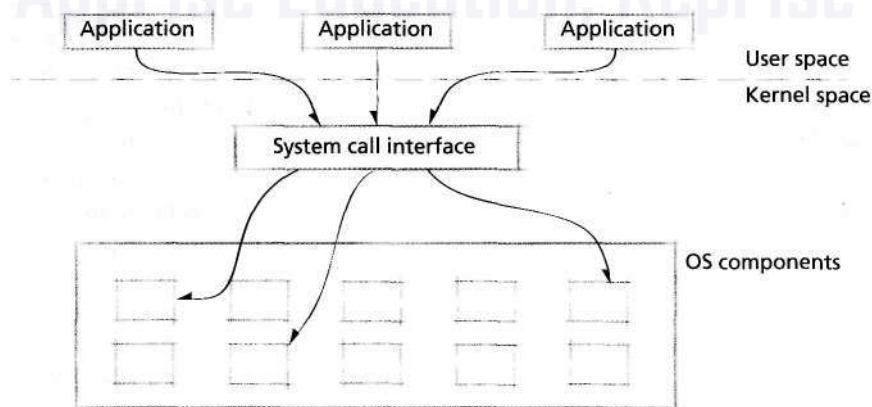 Application
Application
Application
User space
Kernel space
System call interface
OS components